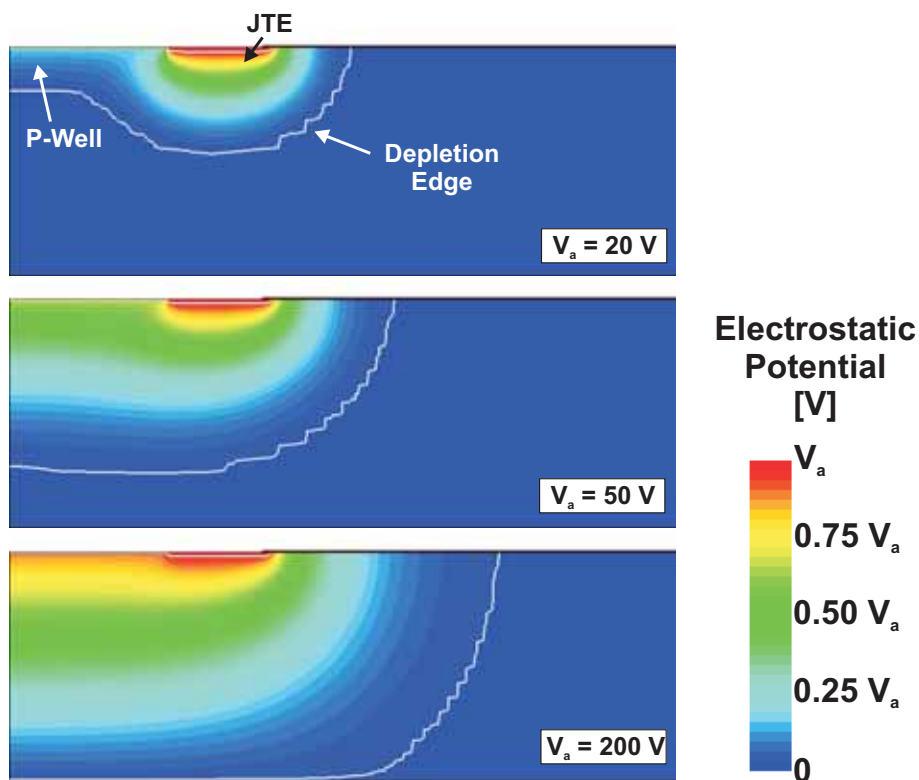 JTE
P-Well
Depletion
Edge
Vₐ = 20 V
Vₐ = 50 V
Vₐ = 200 V
Electrostatic
Potential
[V]
Vₐ
0.75 Vₐ
0.50 Vₐ
0.25 Vₐ
0